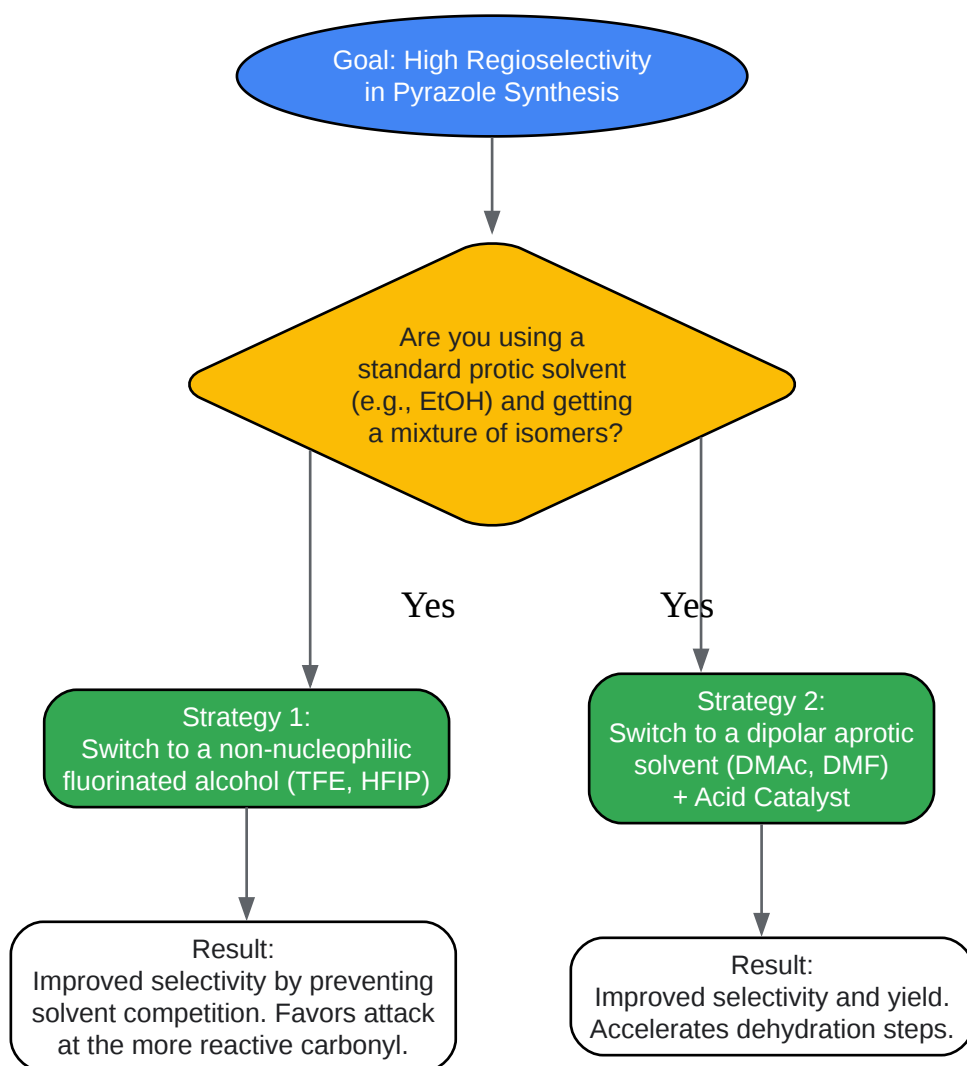 Goal: High Regioselectivity
in Pyrazole Synthesis
Are you using a
standard protic solvent
(e.g., EtOH) and getting
a mixture of isomers?
Yes
Yes
Strategy 1:
Switch to a non-nucleophilic
fluorinated alcohol (TFE, HFIP)
Strategy 2:
Switch to a dipolar aprotic
solvent (DMAc, DMF)
+ Acid Catalyst
Result:
Improved selectivity by preventing
solvent competition. Favors attack
at the more reactive carbonyl.
Result:
Improved selectivity and yield.
Accelerates dehydration steps.